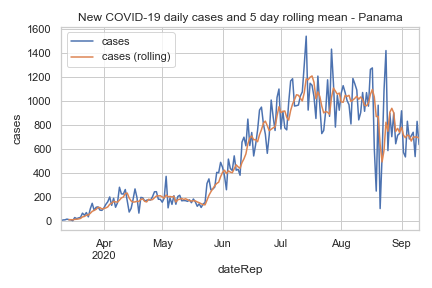 New COVID-19 daily cases and 5 day rolling mean - Panama
cases
cases (rolling)
1600
1400
1200
1000
800
600
400
200
0
cases
Apr
2020
May
Jun
Jul
Aug
Sep
dateRep